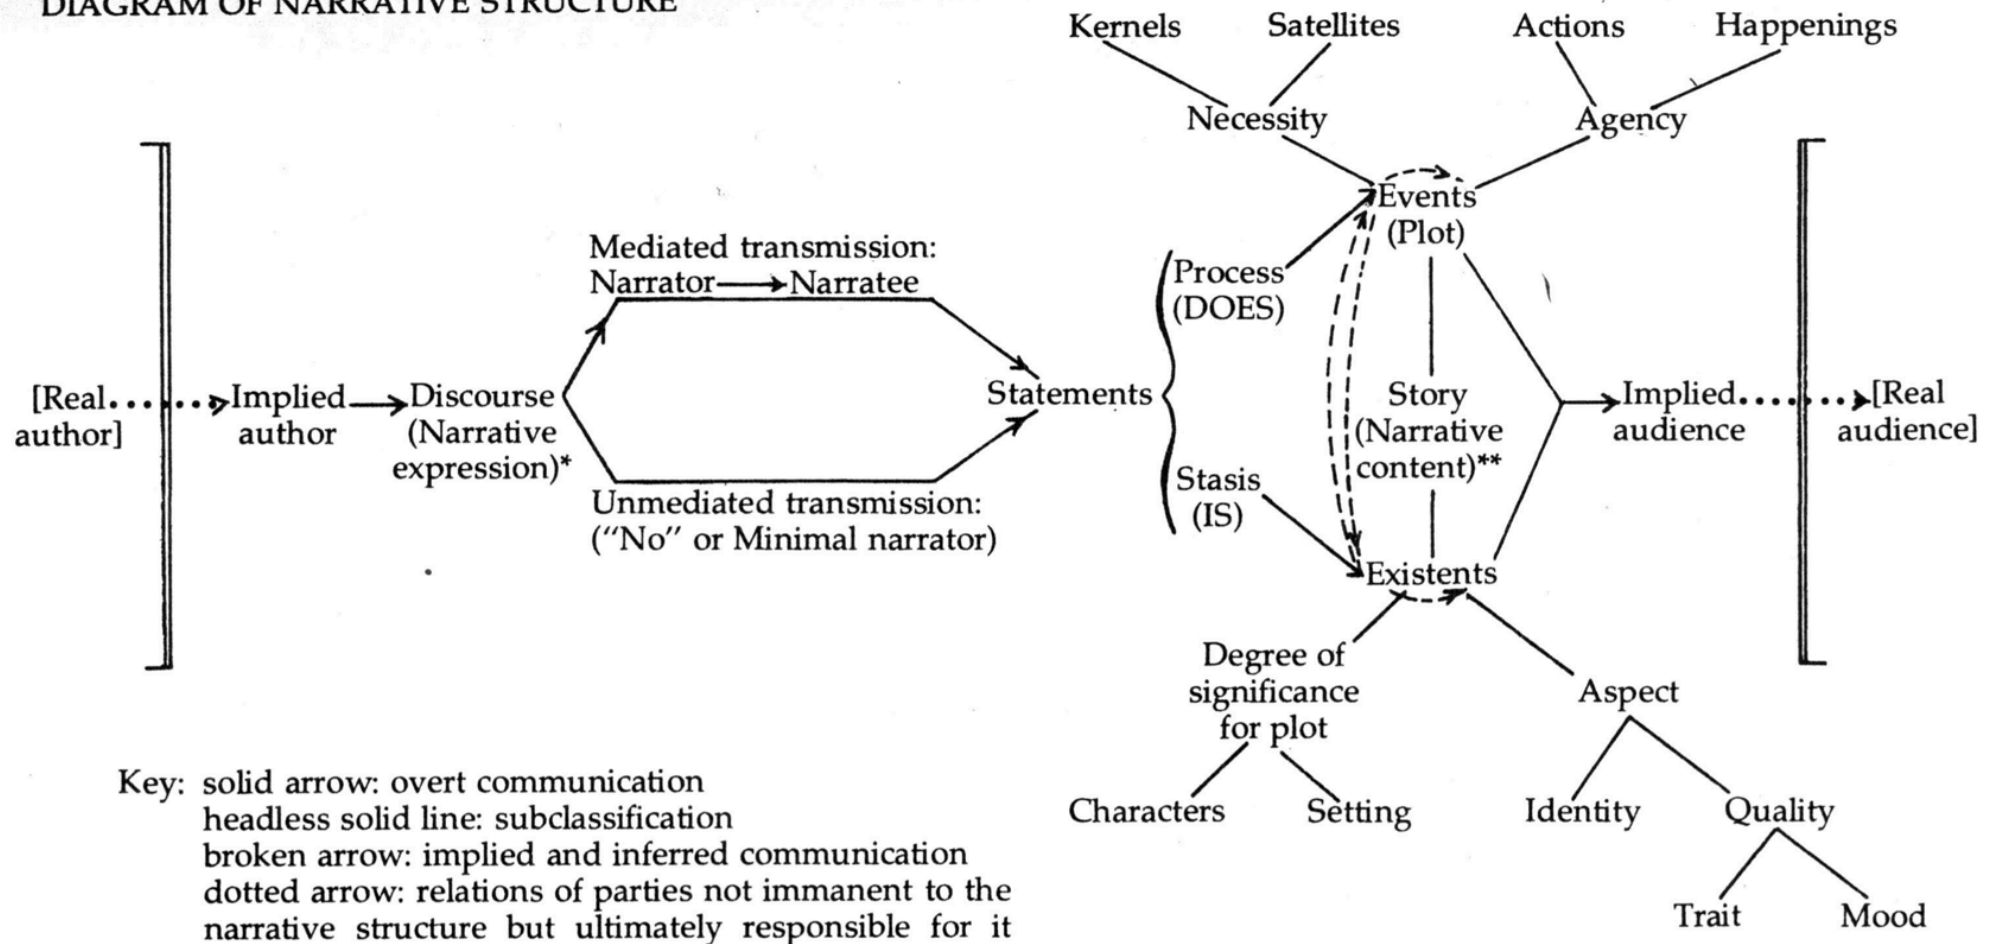 DIAGRAM OF NARRATIVE STRUCTURE
Kernels
Satellites
Actions
Happenings
Necessity
Agency
Events
(Plot)
Mediated transmission:
Narrator
Narratee
Process
(DOES)
[Real
author]
Implied
author
Discourse
(Narrative
expression)*
Statements
Story
(Narrative
content)**
Implied
audience
[Real
audience]
Unmediated transmission:
(“No” or Minimal narrator)
Stasis
(IS)
Existents
Degree of
significance
for plot
Aspect
Characters
Setting
Identity
Quality
Trait
Mood
Key: solid arrow: overt communication
headless solid line: subclassification
broken arrow: implied and inferred communication
dotted arrow: relations of parties not immanent to the
narrative structure but ultimately responsible for it